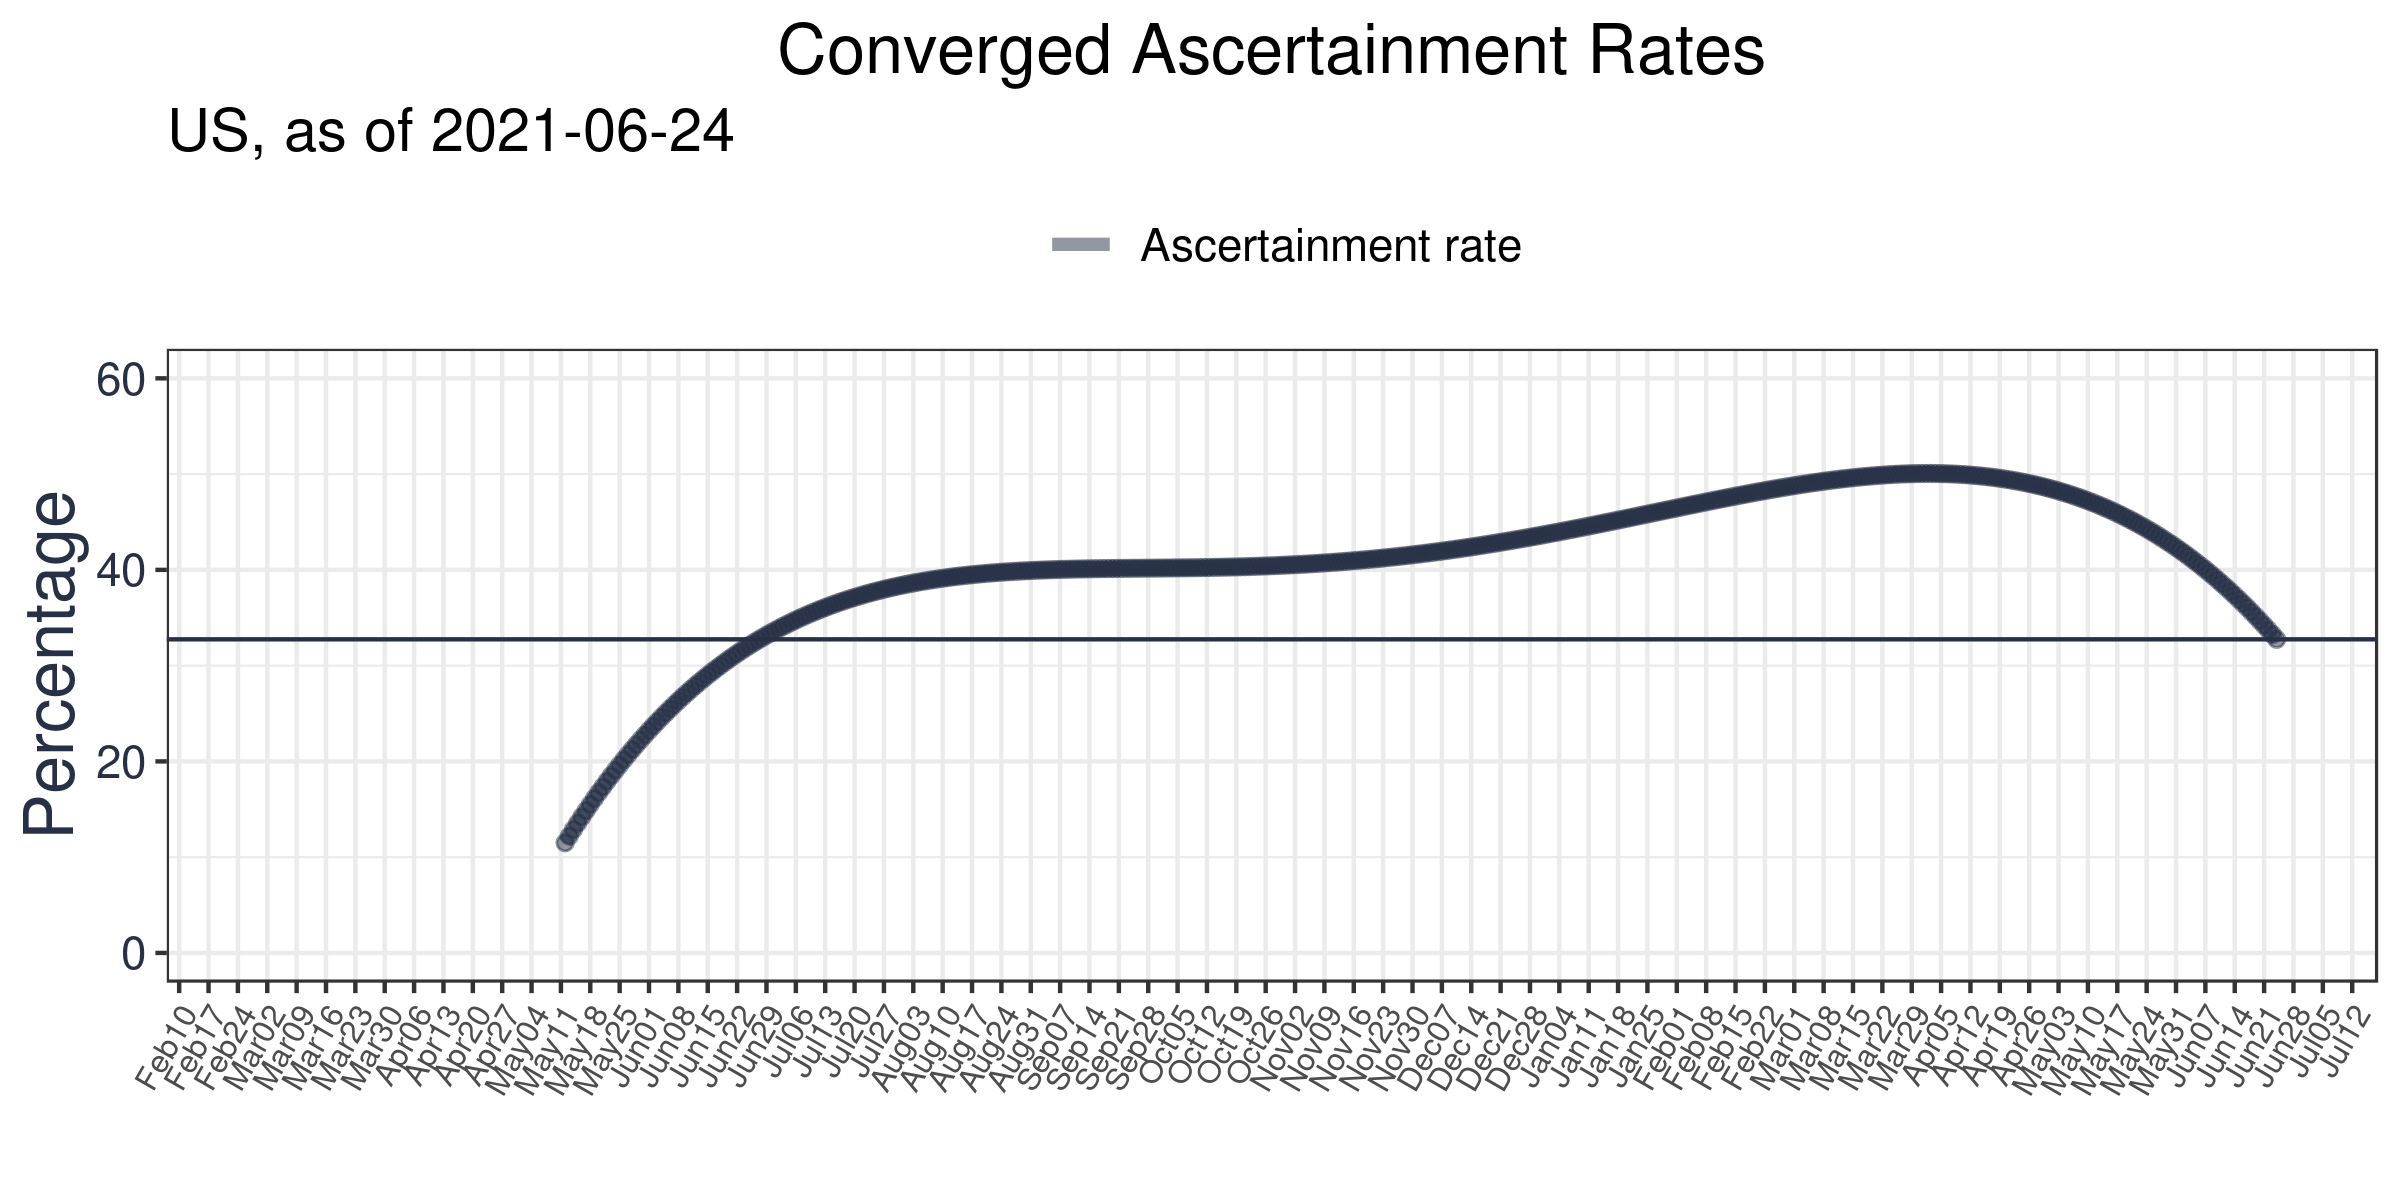 Converged Ascertainment Rates
US, as of 2021-06-24
Ascertainment rate
Percentage
60
40
20
0
Feb10 Feb17 Feb24 Mar02 Mar09 Mar16 Mar23 Mar30 Apr06 Apr13 Apr20 Apr27 May04 May11 May18 May25 Jun01 Jun08 Jun15 Jun22 Jun29 Jul06 Jul13 Jul20 Jul27 Aug03 Aug10 Aug17 Aug24 Aug31 Sep07 Sep14 Sep21 Sep28 Oct05 Oct12 Oct19 Oct26 Nov02 Nov09 Nov16 Nov23 Nov30 Dec07 Dec14 Dec21 Dec28 Jan04 Jan11 Jan18 Jan25 Feb01 Feb08 Feb15 Feb22 Mar01 Mar08 Mar15 Mar22 Mar29 Apr05 Apr12 Apr19 Apr26 May03 May10 May17 May24 May31 Jun07 Jun14 Jun21 Jun28 Jul05 Jul12